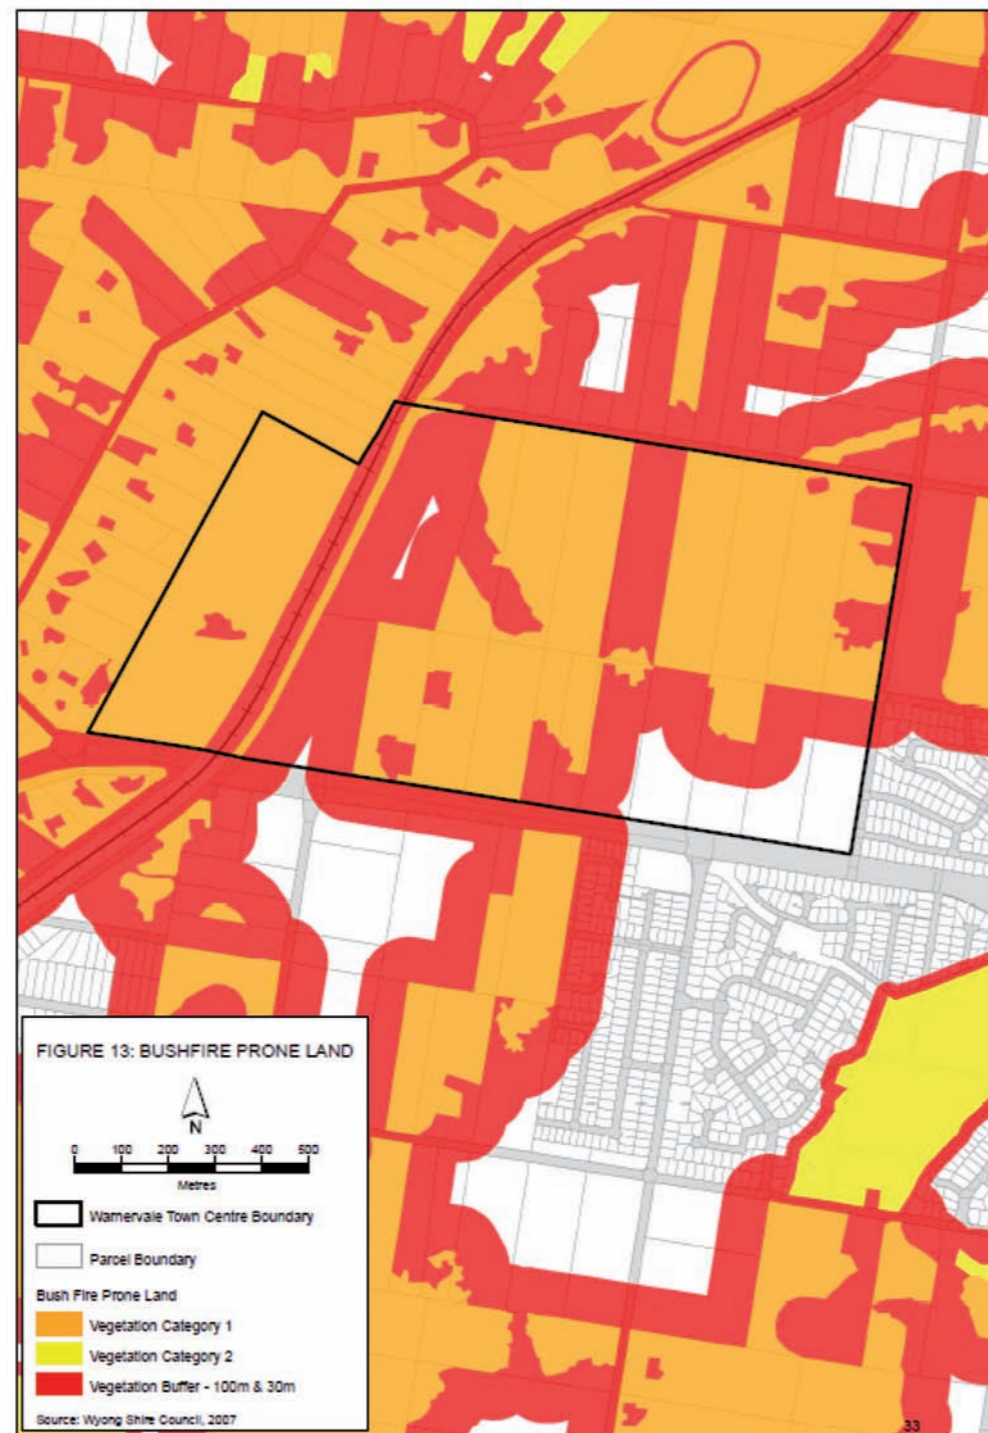 FIGURE 13: BUSHFIRE PRONE LAND
N
0 100 200 300 400 500
Metres
Warnervale Town Centre Boundary
Parcel Boundary
Bush Fire Prone Land
Vegetation Category 1
Vegetation Category 2
Vegetation Buffer - 100m & 30m
Source: Wyong Shire Council, 2007
33